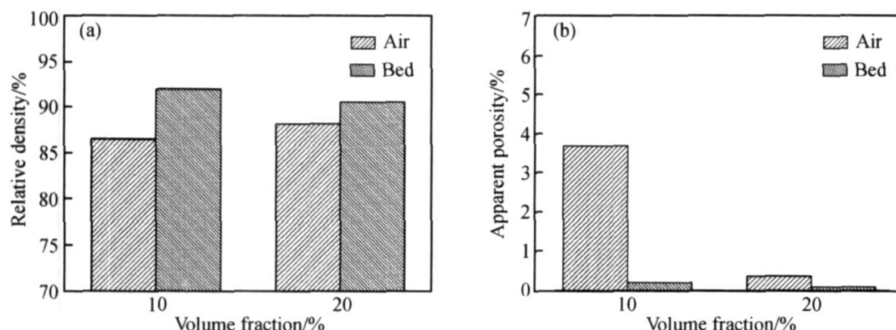 (a)
Air
Bed
100
95
90
85
80
75
70
Relative density/%
10 20
Volume fraction/%
(b)
Air
Bed
7
6
5
4
3
2
1
0
Apparent porosity/%
10 20
Volume fraction/%